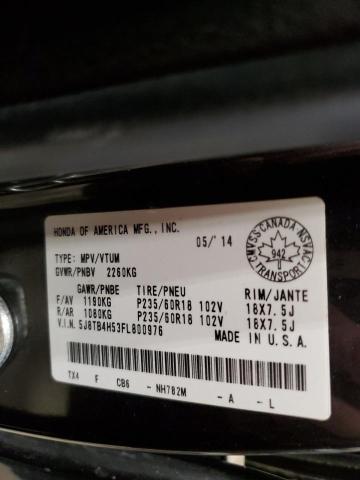 HONDA OF AMERICA MFG., INC.
05/'14
TYPE: MPV/VTUM
GVWR/PNBV 2260KG
GAWR/PNBE TIRE/PNEU RIM/JANTE
F/AV 1190KG P235/60R18 102V 18X7.5J
R/AR 1080KG P235/60R18 102V 18X7.5J
V.I.N. 5J8TB4H53FL800976 MADE IN U.S.A.
CMVSS-CANADA-NSVAC
942
TRANSPORT
TX4 F CB6 -NH782M -A -L